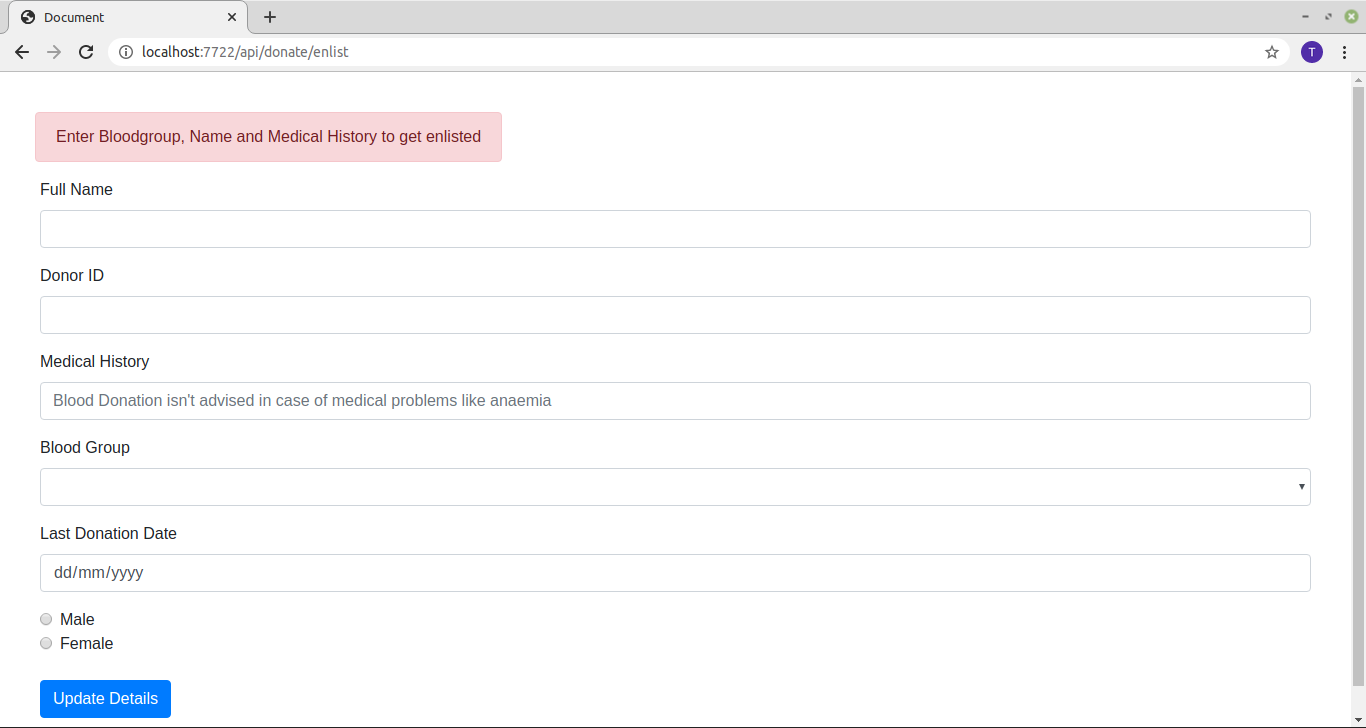 Document
localhost:7722/api/donate/enlist
T
Enter Bloodgroup, Name and Medical History to get enlisted
Full Name
Donor ID
Medical History
Blood Donation isn't advised in case of medical problems like anaemia
Blood Group
Last Donation Date
dd/mm/yyyy
Male
Female
Update Details